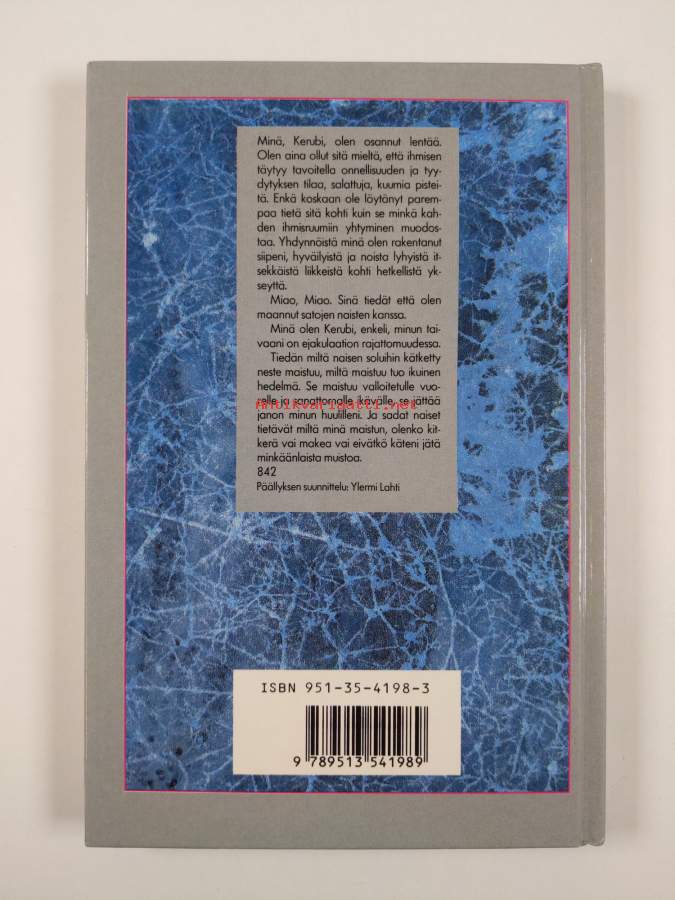 Minä, Kerubi, olen osannut lentää.
Olen aina ollut sitä mieltä, että ihmisen
täytyy tavoitella onnellisuuden ja tyy-
dytyksen tilaa, salattuja, kuumia pistei-
tä. Enkä koskaan ole löytänyt parem-
paa tietä sitä kohti kuin se minkä kah-
den ihmisruumiin yhtyminen muodos-
taa. Yhdynnöistä minä olen rakentanut
siipeni, hyväilyistä ja noista lyhyistä it-
sekkäistä liikkeistä kohti hetkellistä yk-
seyttä.
Miao, Miao. Sinä tiedät että olen
maannut satojen naisten kanssa.
Minä olen Kerubi, enkeli, minun tai-
vaani on ejakulaation rajattomuudessa.
Tiedän miltä naisen soluihin kätketty
neste maistuu, miltä maistuu tuo ikuinen
hedelmä. Se maistuu valloitetulle vuo-
relle ja sanattomalle ikävälle, se jättää
Antikvariaatti.net
janon minun huulilleni. Ja sadat naiset
tietävät miltä minä maistun, olenko kit-
kerä vai makea vai eivätkö käteni jätä
minkäänlaista muistoa.
842
Päällyksen suunnittelu: Ylermi Lahti
ISBN 951-35-4198-3
9 789513 541989